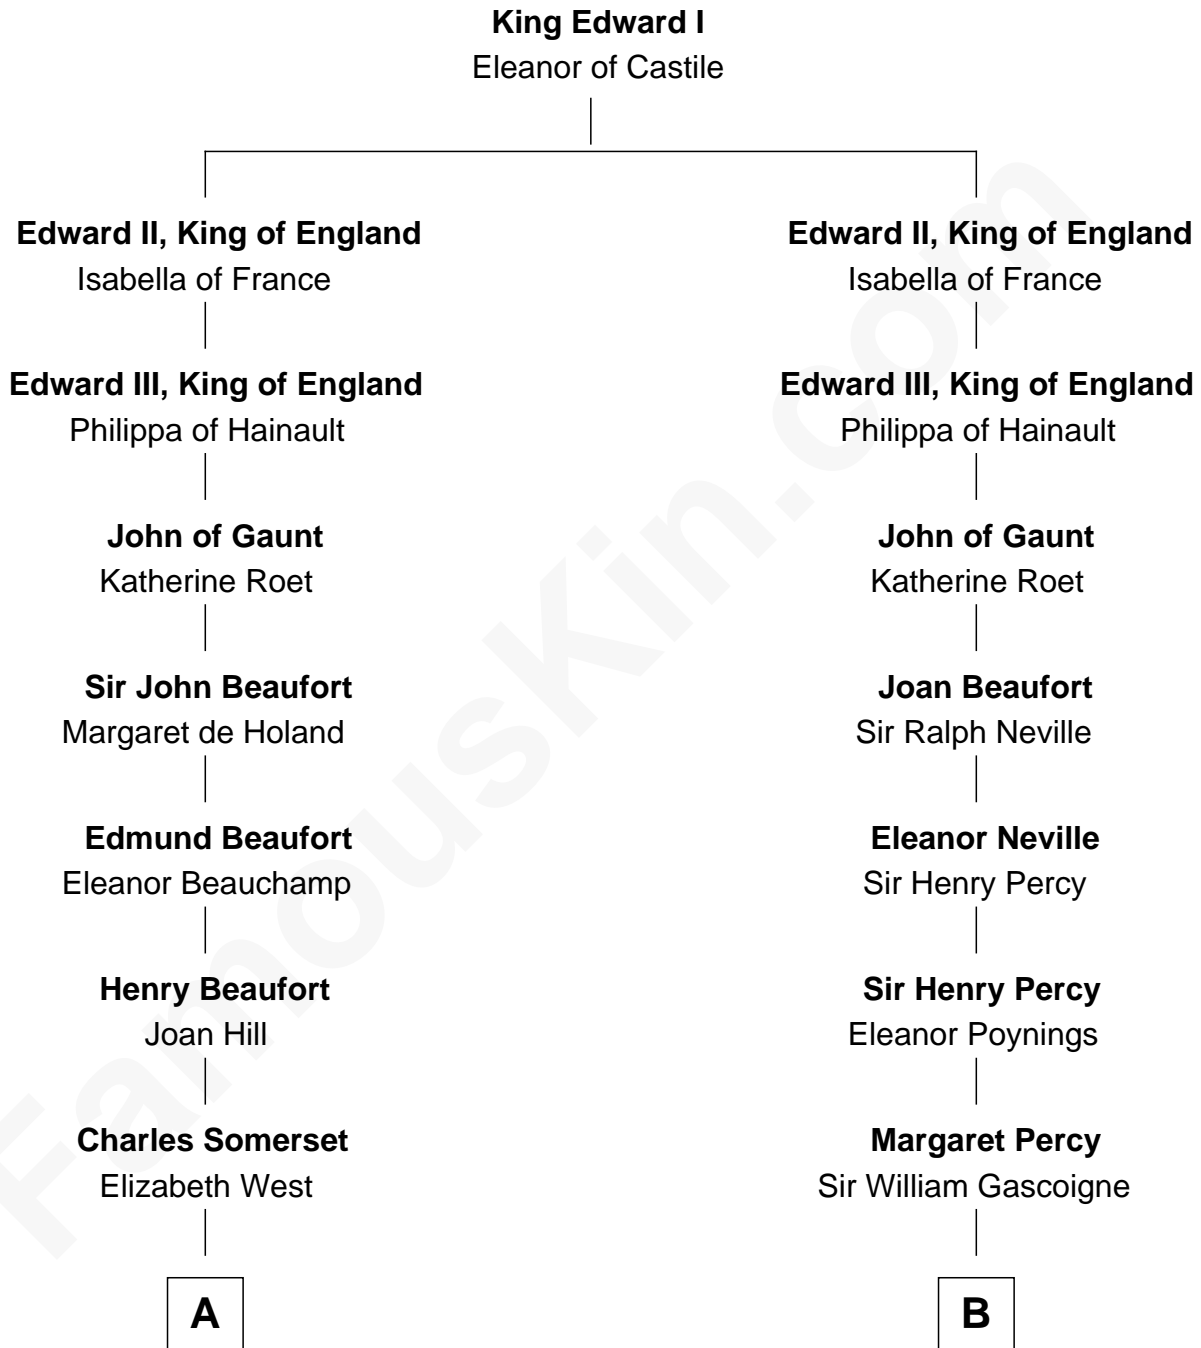 King Edward I
Eleanor of Castile
Edward II, King of England
Isabella of France
Edward III, King of England
Philippa of Hainault
John of Gaunt
Katherine Roet
Sir John Beaufort
Margaret de Holand
Edmund Beaufort
Eleanor Beauchamp
Henry Beaufort
Joan Hill
Charles Somerset
Elizabeth West
A
Edward II, King of England
Isabella of France
Edward III, King of England
Philippa of Hainault
John of Gaunt
Katherine Roet
Joan Beaufort
Sir Ralph Neville
Eleanor Neville
Sir Henry Percy
Sir Henry Percy
Eleanor Poynings
Margaret Percy
Sir William Gascoigne
B
FamousKin.com